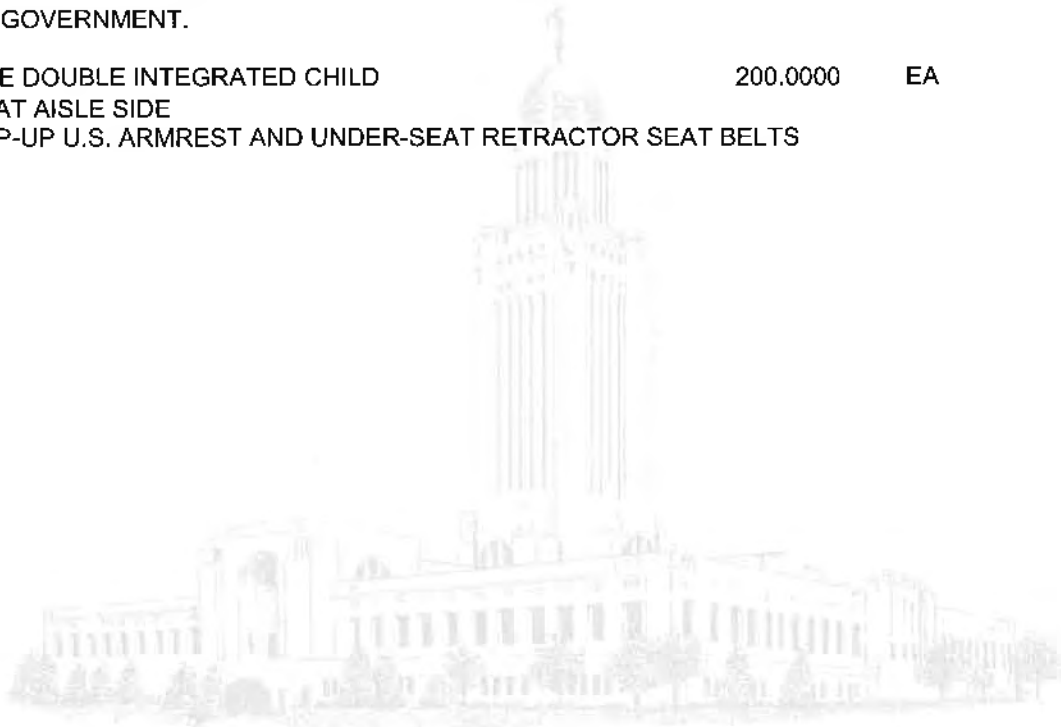 GOVERNMENT.
E DOUBLE INTEGRATED CHILD 200.0000 EA
AT AISLE SIDE
P-UP U.S. ARMREST AND UNDER-SEAT RETRACTOR SEAT BELTS